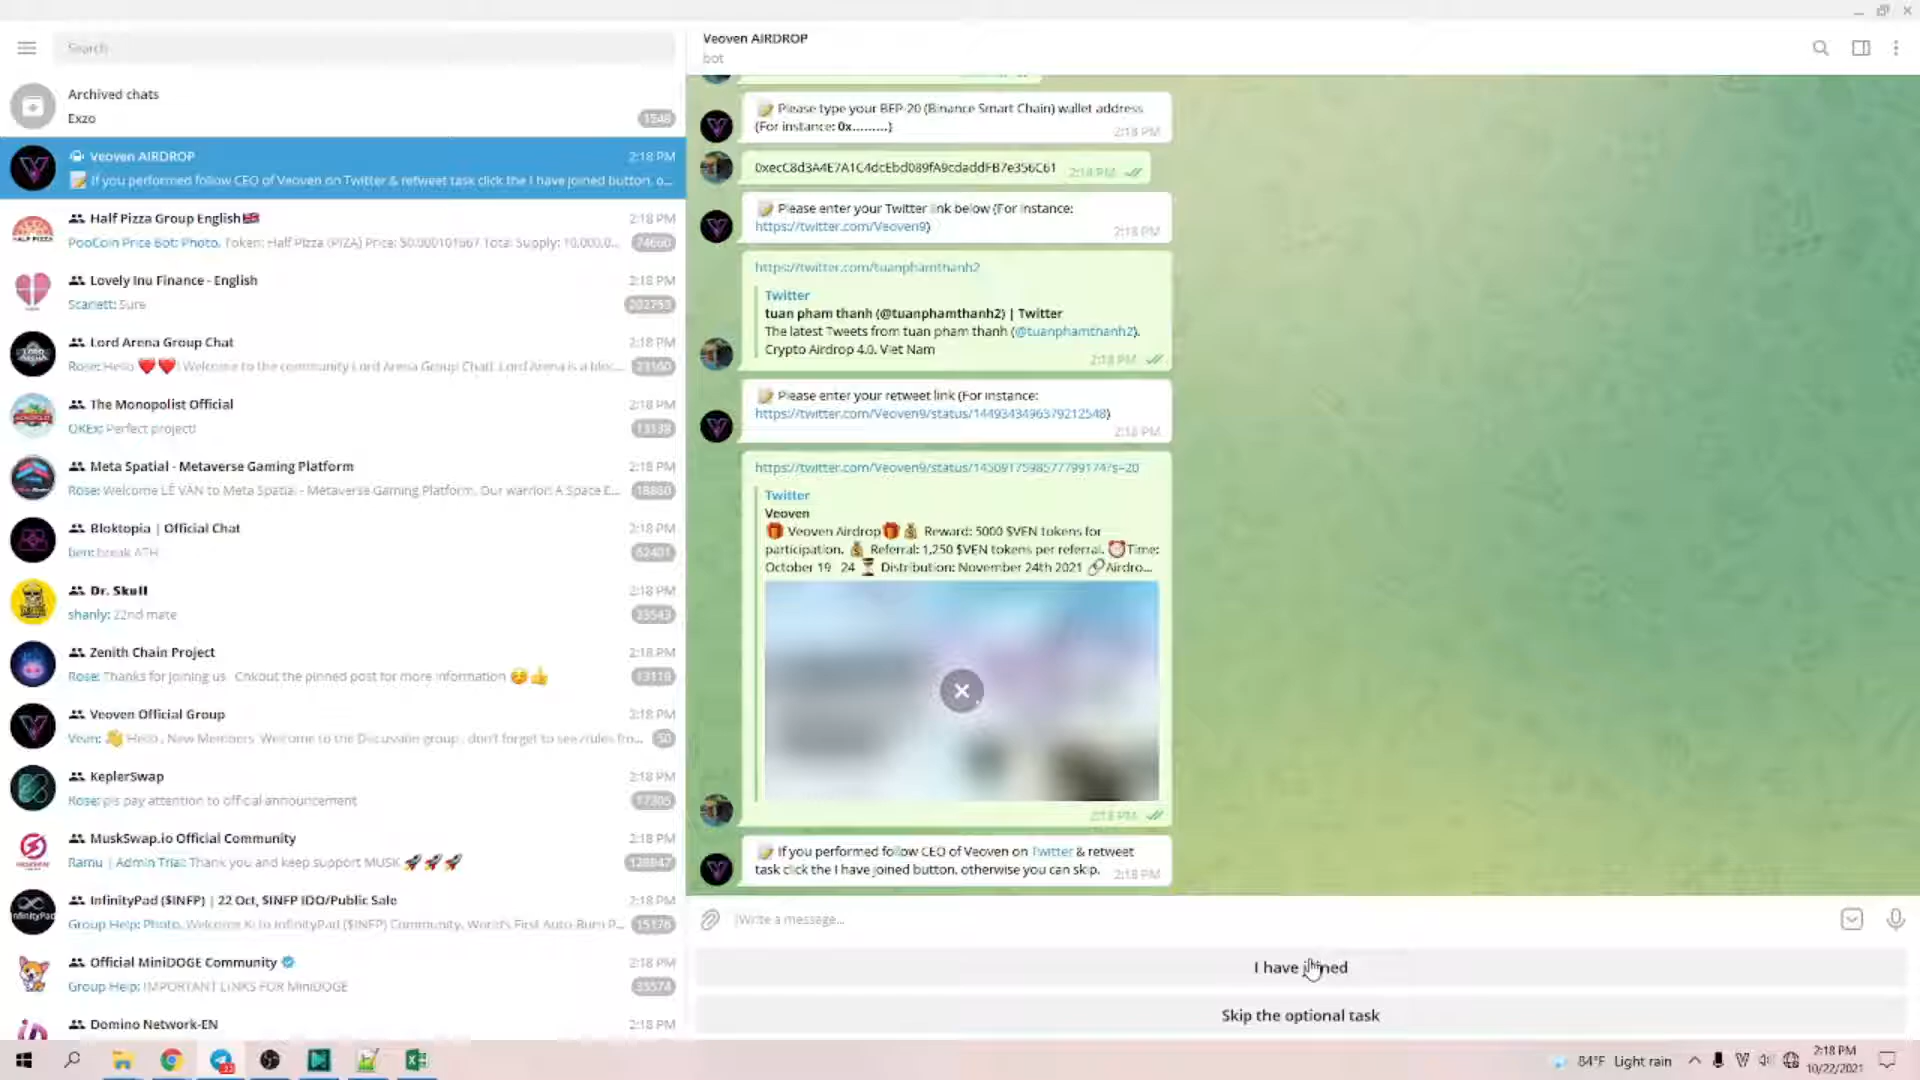 Search
Archived chats
Exzo
1548
Veoven AIRDROP
2:18 PM
📝 If you performed follow CEO of Veoven on Twitter & retweet task click the I have joined button, o...
Half Pizza Group English🇬🇧
2:18 PM
PooCoin Price Bot: Photo, Token: Half Pizza (PIZA) Price: $0.000101667 Total Supply: 10,000,0...
74660
Lovely Inu Finance - English
2:18 PM
Scarlett: Sure
202753
Lord Arena Group Chat
2:18 PM
Rose: Hello ❤️❤️! Welcome to the community Lord Arena Group Chat! Lord Arena is a bloc...
The Monopolist Official
2:18 PM
OKEx: Perfect project!
13138
Meta Spatial - Metaverse Gaming Platform
2:18 PM
Rose: Welcome LÊ VĂN to Meta Spatial - Metaverse Gaming Platform. Our warrior! A Space E...
Bloktopia | Official Chat
2:18 PM
ben: break ATH
62401
Dr. Skull
2:18 PM
shanly: 22nd mate
33543
Zenith Chain Project
2:18 PM
Rose: Thanks for joining us Chkout the pinned post for more information ☺️👍
13119
Veoven Official Group
2:18 PM
👋 Hello , New Members Welcome to the Discussion group , don't forget to see /rules fro...
50
KeplerSwap
2:18 PM
Rose: pls pay attention to official announcement
17305
MuskSwap.io Official Community
2:18 PM
Ramu | Admin Trial: Thank you and keep support MUSK 🚀🚀🚀
128847
InfinityPad ($INFP) | 22 Oct, $INFP IDO/Public Sale
2:18 PM
Group Help: Photo, Welcome Ki to InfinityPad ($INFP) Community, World's First Auto-Burn P...
15176
Official MiniDOGE Community
2:18 PM
Group Help: IMPORTANT LINKS FOR MiniDOGE
35574
Domino Network-EN
2:18 PM
Veoven AIRDROP
bot
📝 Please type your BEP-20 (Binance Smart Chain) wallet address
(For instance: 0x.........)
2:18 PM
0xecC8d3A4E7A1C4dcEbd089fA9cdaddFB7e356C61
2:18 PM
📝 Please enter your Twitter link below (For instance:
https://twitter.com/Veoven9)
2:18 PM
https://twitter.com/tuanphamthanh2
Twitter
tuan pham thanh (@tuanphamthanh2) | Twitter
The latest Tweets from tuan pham thanh (@tuanphamthanh2).
Crypto Airdrop 4.0. Viet Nam
2:18 PM
📝 Please enter your retweet link (For instance:
https://twitter.com/Veoven9/status/1449343496379212548)
2:18 PM
https://twitter.com/Veoven9/status/1450917598577799174?s=20
Twitter
Veoven
🎁 Veoven Airdrop🎁 💰 Reward: 5000 $VEN tokens for
participation. 💰 Referral: 1,250 $VEN tokens per referral. ⏰Time:
October 19 24 ⏳ Distribution: November 24th 2021 🔗Airdro...
2:18 PM
📝 If you performed follow CEO of Veoven on Twitter & retweet
task click the I have joined button, otherwise you can skip.
2:18 PM
Write a message...
I have joined
Skip the optional task
84°F Light rain
2:18 PM
10/22/2021